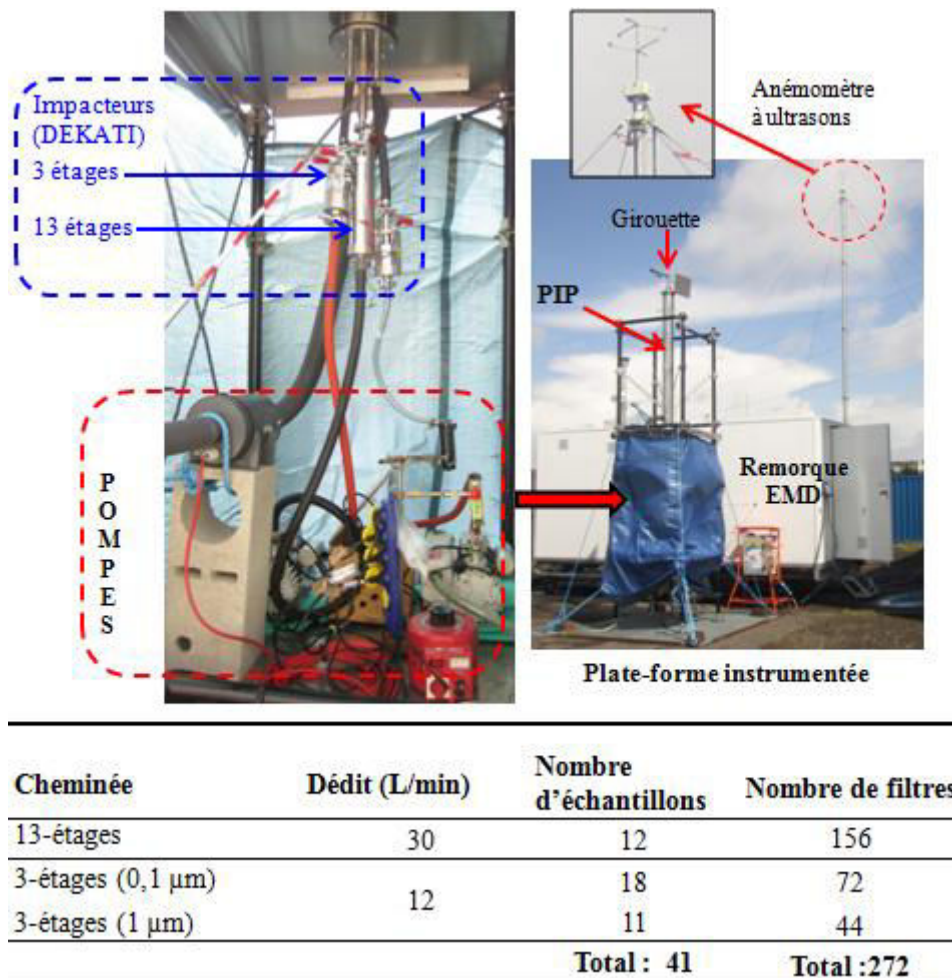 Impacteurs
(DEKATI)
3 étages
13 étages
Anémomètre
à ultrasons
Girouette
PIP
Remorque
EMD
POMPES
Plate-forme instrumentée
Cheminée Dédit (L/min) Nombre d'échantillons Nombre de filtres
13-étages 30 12 156
3-étages (0,1 µm) 12 18 72
3-étages (1 µm) 11 44
Total : 41 Total :272